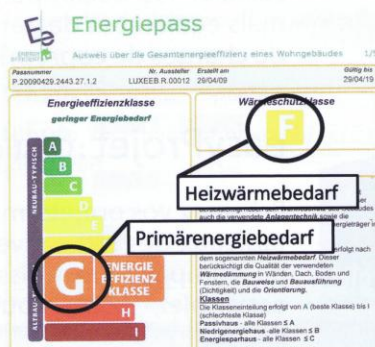 Energiepass
Ausweis über die Gesamtenergieeffizienz eines Wohngebäudes 1/5
Passnummer
P.20090429.2443.27.1.2
Nr. Aussteller
LUXEEB R.00012
Erstellt am
29/04/09
Gültig bis
29/04/19
Energieeffizienzklasse
geringer Energiebedarf
NEUBAU-TYPISCH
A
B
C
D
E
G
ENERGIE
EFFIZIENZ
KLASSE
H
I
Wärmeschutzklasse
F
Heizwärmebedarf
Primärenergiebedarf
auch die verwendete Anlagentechnik sowie die
erfolgt nach
dem sogenannten Heizwärmebedarf. Dieser
berücksichtigt die Qualität der verwendeten
Wärmedämmung in Wänden, Dach, Boden und
Fenstern, die Bauweise und Bauausführung
(Dichtigkeit) und die Orientierung.
Klassen
Die Klasseneinteilung erfolgt von A (beste Klasse) bis I
(schlechteste Klasse)
Passivhaus - alle Klassen ≤ A
Niedrigenergiehaus - alle Klassen ≤ B
Energiesparhaus - alle Klassen ≤ C